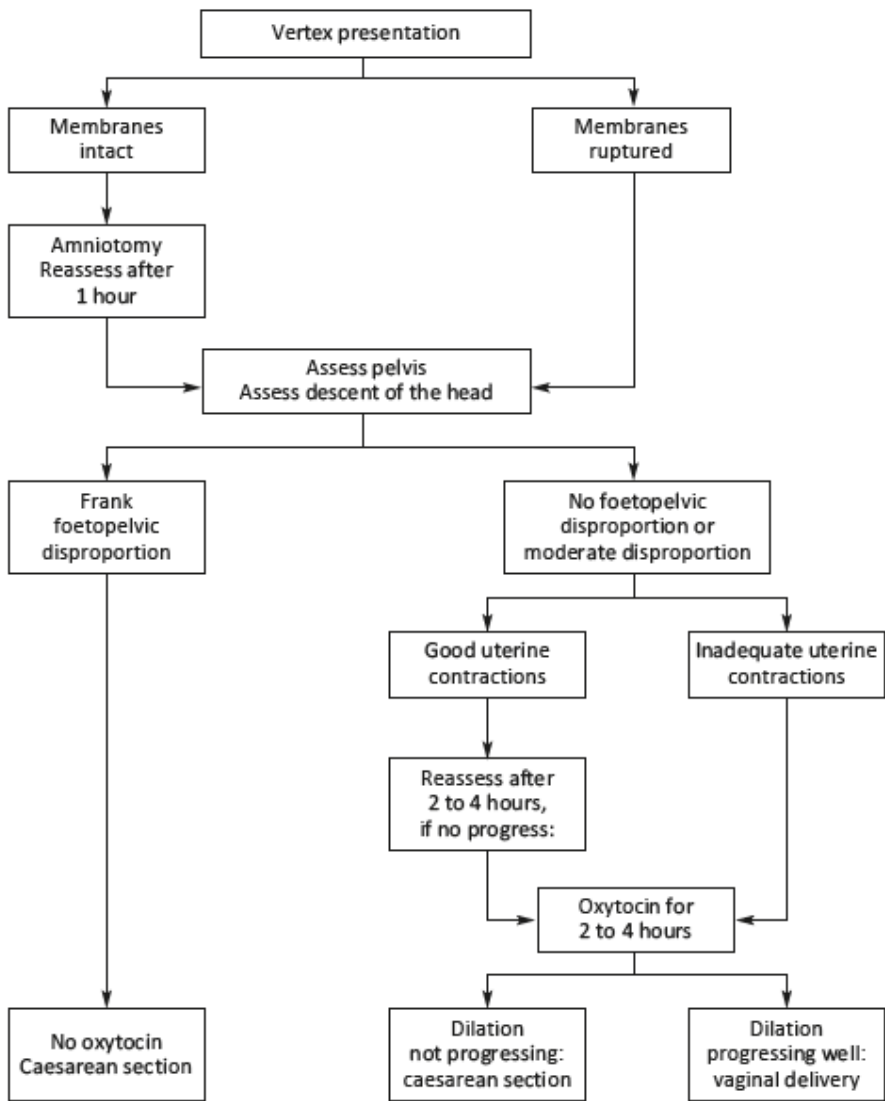 Vertex presentation
Membranes
intact
Membranes
ruptured
Amniotomy
Reassess after
1 hour
Assess pelvis
Assess descent of the head
Frank
foetopelvic
disproportion
No foetopelvic
disproportion or
moderate disproportion
Good uterine
contractions
Inadequate uterine
contractions
Reassess after
2 to 4 hours,
if no progress:
Oxytocin for
2 to 4 hours
No oxytocin
Caesarean section
Dilation
not progressing:
caesarean section
Dilation
progressing well:
vaginal delivery